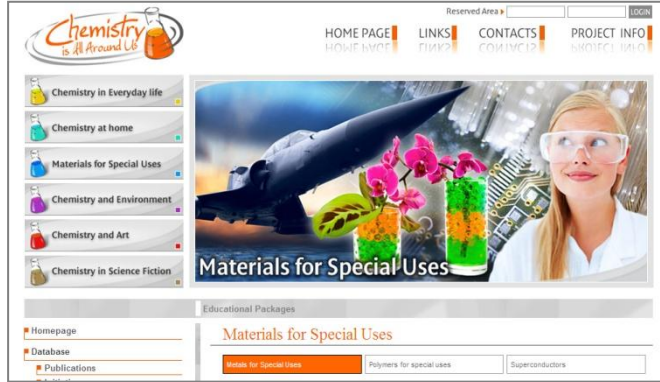 Chemistry
is All Around Us
Reserved Area
LOGIN
HOME PAGE
LINKS
CONTACTS
PROJECT INFO
Chemistry in Everyday life
Chemistry at home
Materials for Special Uses
Chemistry and Environment
Chemistry and Art
Chemistry in Science Fiction
Materials for Special Uses
Educational Packages
Homepage
Database
Publications
Materials for Special Uses
Metals for Special Uses
Polymers for special uses
Superconductors